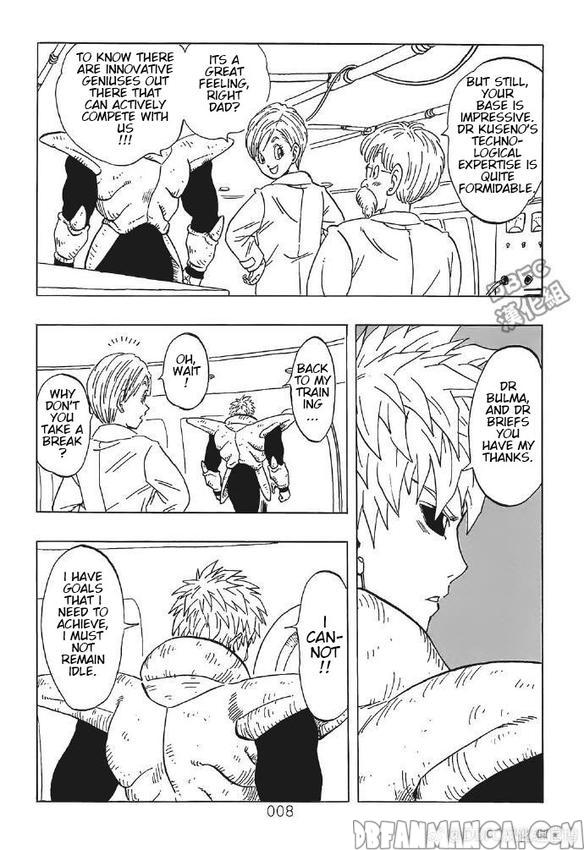 BUT STILL,
YOUR
BASE IS
IMPRESSIVE.
DR KUSENO'S
TECHNO-
LOGICAL
EXPERTISE IS
QUITE
FORMIDABLE.
ITS A
GREAT
FEELING,
RIGHT
DAD?
TO KNOW THERE
ARE INNOVATIVE
GENIUSES OUT
THERE THAT
CAN ACTIVELY
COMPETE WITH
US
!!!
DBFC
漢化組
DR
BULMA,
AND DR
BRIEFS
YOU
HAVE MY
THANKS.
BACK
TO MY
TRAIN
ING
...
OH,
WAIT
!
WHY
DON'T
YOU
TAKE A
BREAK
?
I
CAN-
NOT!!
I HAVE
GOALS
THAT I
NEED TO
ACHIEVE,
I MUST
NOT
REMAIN
IDLE.
008
DBFANMANGA.COM